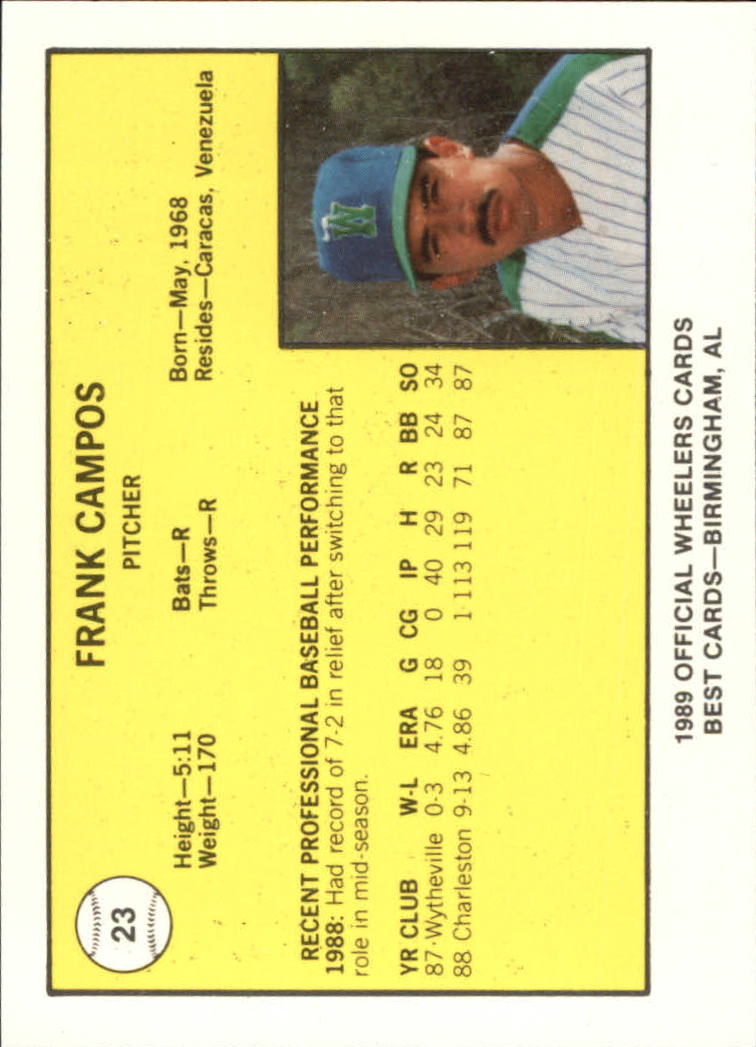 23
FRANK CAMPOS
PITCHER
Height—5:11 Bats—R Born—May, 1968
Weight—170 Throws—R Resides—Caracas, Venezuela
W
RECENT PROFESSIONAL BASEBALL PERFORMANCE
1988: Had record of 7-2 in relief after switching to that
role in mid-season.
YR CLUB W-L ERA G CG IP H R BB SO
87 Wytheville 0-3 4.76 18 0 40 29 23 24 34
88 Charleston 9-13 4.86 39 1 113 119 71 87 87
1989 OFFICIAL WHEELERS CARDS
BEST CARDS—BIRMINGHAM, AL